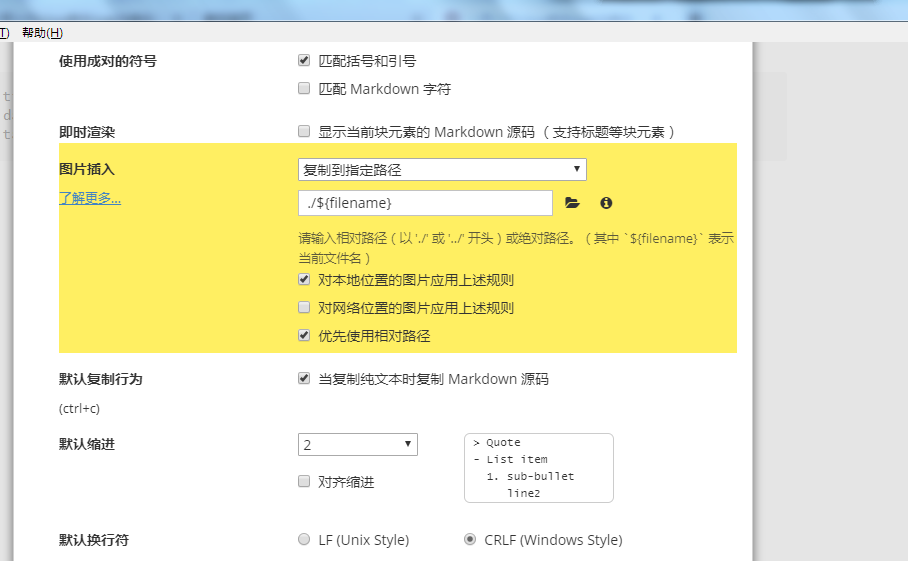 T) 帮助(H)
使用成对的符号 匹配括号和引号
匹配 Markdown 字符
即时渲染 显示当前块元素的 Markdown 源码 （支持标题等块元素）
图片插入 复制到指定路径
了解更多... ./${filename}
请输入相对路径（以 './' 或 '../' 开头）或绝对路径。（其中 `${filename}` 表示
当前文件名）
对本地位置的图片应用上述规则
对网络位置的图片应用上述规则
优先使用相对路径
默认复制行为 当复制纯文本时复制 Markdown 源码
(ctrl+c)
默认缩进 2
> Quote
- List item
1. sub-bullet
line2
对齐缩进
默认换行符 LF (Unix Style) CRLF (Windows Style)